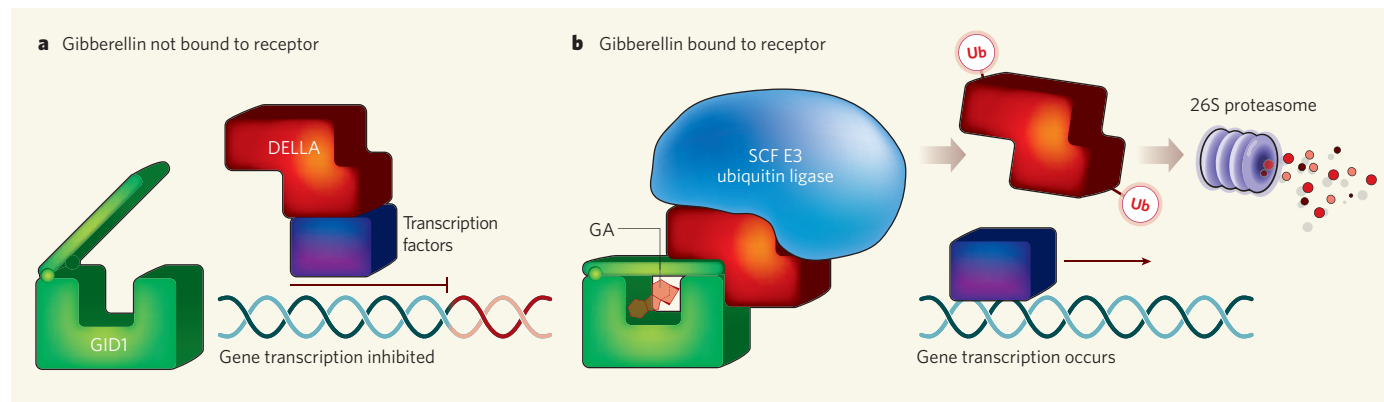 a Gibberellin not bound to receptor
DELLA
Transcription
factors
GID1
Gene transcription inhibited
b Gibberellin bound to receptor
SCF E3
ubiquitin ligase
GA
Ub
Ub
26S proteasome
Gene transcription occurs